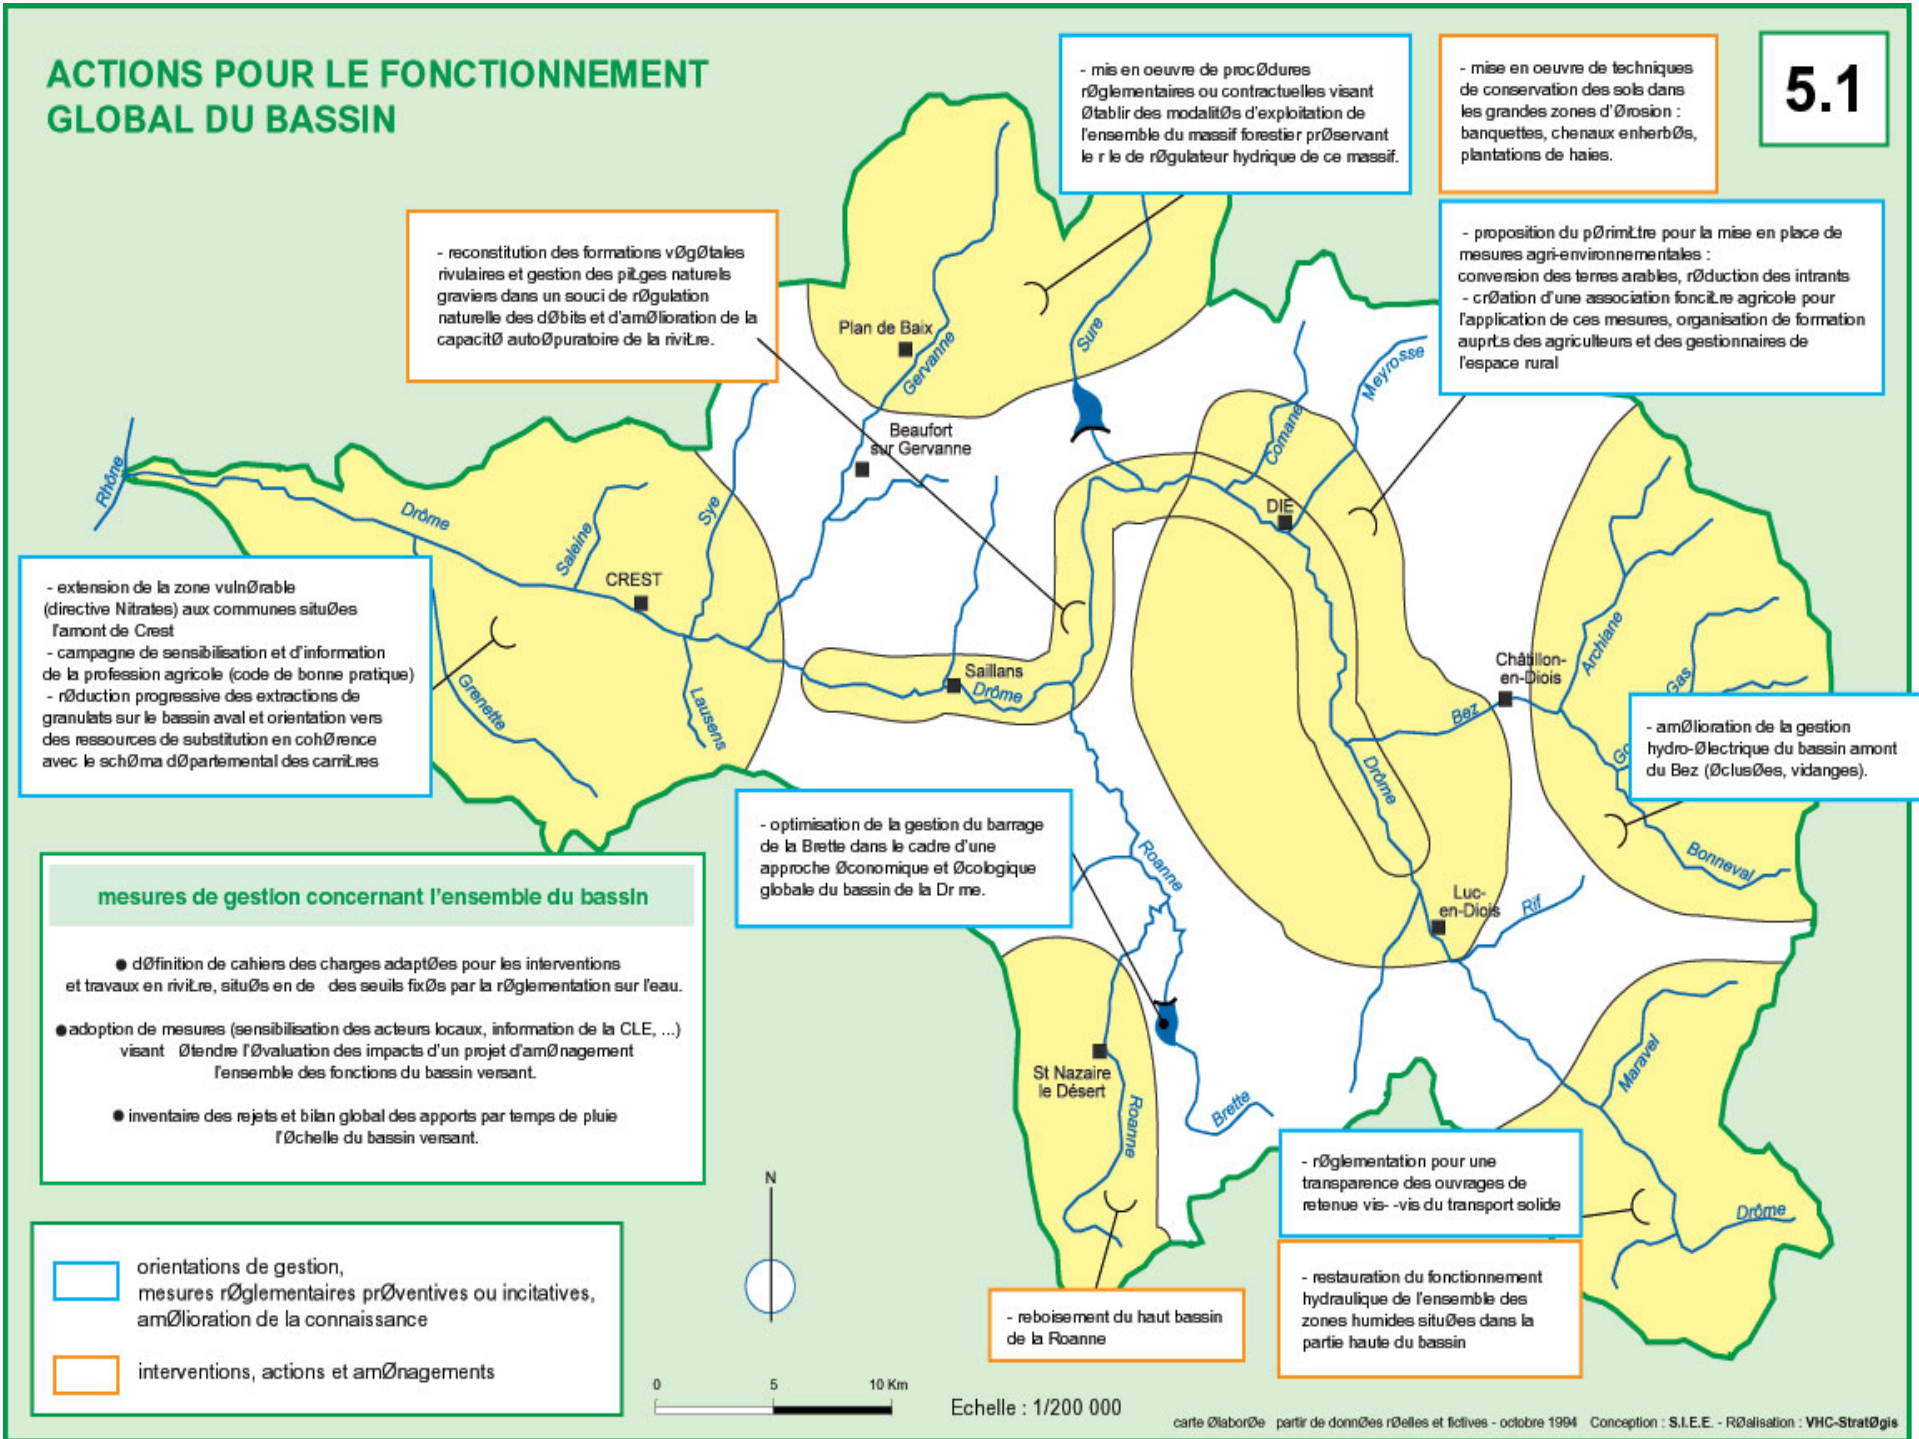 ACTIONS POUR LE FONCTIONNEMENT
GLOBAL DU BASSIN
5.1
- mis en oeuvre de procØdures
rØglementaires ou contractuelles visant
Øtablir des modalitØs d'exploitation de
l'ensemble du massif forestier prØservant
le r le de rØgulateur hydrique de ce massif.
- mise en oeuvre de techniques
de conservation des sols dans
les grandes zones d'Ørosion :
banquettes, chenaux enherbØs,
plantations de haies.
- reconstitution des formations vØgØtales
rivulaires et gestion des piŁges naturels
graviers dans un souci de rØgulation
naturelle des dØbits et d'amØlioration de la
capacitØ autoØpuratoire de la riviŁre.
- proposition du pØrimŁtre pour la mise en place de
mesures agri-environnementales :
conversion des terres arables, rØduction des intrants
- crØation d'une association fonciŁre agricole pour
l'application de ces mesures, organisation de formation
auprŁs des agriculteurs et des gestionnaires de
l'espace rural
Plan de Baix
Gervanne
Sure
Meyrosse
Comane
Beaufort
sur Gervanne
Rhône
Drôme
Saleine
Sye
DIE
CREST
- extension de la zone vulnØrable
(directive Nitrates) aux communes situØes
l'amont de Crest
- campagne de sensibilisation et d'information
de la profession agricole (code de bonne pratique)
- rØduction progressive des extractions de
granulats sur le bassin aval et orientation vers
des ressources de substitution en cohØrence
avec le schØma dØpartemental des carriŁres
Grenette
Lausens
Saillans
Drôme
Châtillon-
en-Diois
Archiane
Gas
Bez
Go
- amØlioration de la gestion
hydro-Ølectrique du bassin amont
du Bez (ØclusØes, vidanges).
Drôme
Bonneval
- optimisation de la gestion du barrage
de la Brette dans le cadre d'une
approche Øconomique et Øcologique
globale du bassin de la Dr me.
Roanne
Luc-
en-Diois
Rif
mesures de gestion concernant l'ensemble du bassin
● dØfinition de cahiers des charges adaptØes pour les interventions
et travaux en riviŁre, situØs en de des seuils fixØs par la rØglementation sur l'eau.
● adoption de mesures (sensibilisation des acteurs locaux, information de la CLE, ...)
visant Øtendre l'Øvaluation des impacts d'un projet d'amØnagement
l'ensemble des fonctions du bassin versant.
● inventaire des rejets et bilan global des apports par temps de pluie
l'Øchelle du bassin versant.
St Nazaire
le Désert
Roanne
Brette
Maravel
Drôme
- rØglementation pour une
transparence des ouvrages de
retenue vis- -vis du transport solide
- restauration du fonctionnement
hydraulique de l'ensemble des
zones humides situØes dans la
partie haute du bassin
- reboisement du haut bassin
de la Roanne
orientations de gestion,
mesures rØglementaires prØventives ou incitatives,
amØlioration de la connaissance
interventions, actions et amØnagements
N
0 5 10 Km
Echelle : 1/200 000
carte ØlaborØe partir de donnØes rØelles et fictives - octobre 1994 Conception : S.I.E.E. - RØalisation : VHC-StratØgis